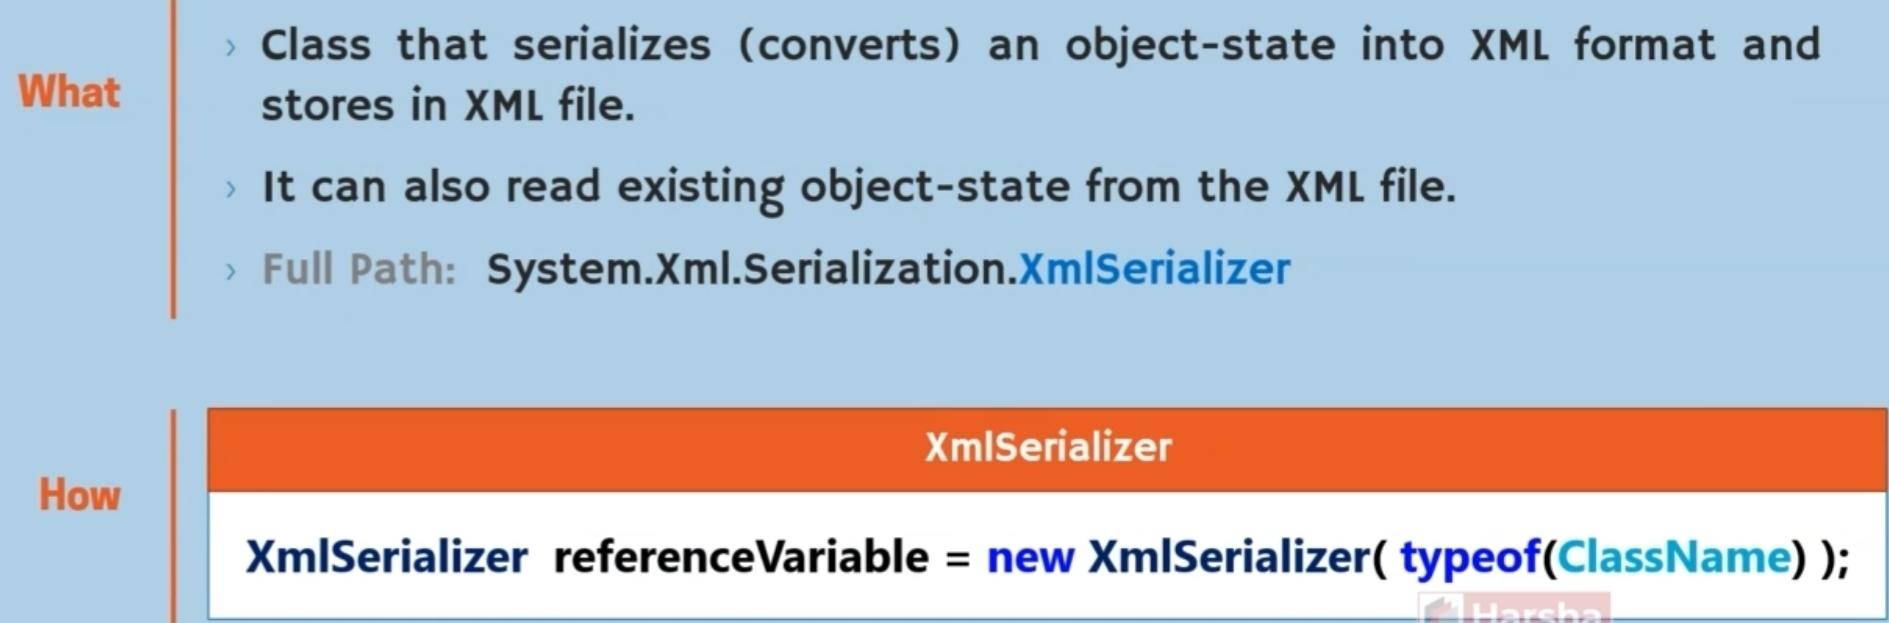 What
› Class that serializes (converts) an object-state into XML format and
stores in XML file.
› It can also read existing object-state from the XML file.
› Full Path: System.Xml.Serialization.XmlSerializer
How
XmlSerializer
XmlSerializer referenceVariable = new XmlSerializer( typeof(ClassName) );
Harsha